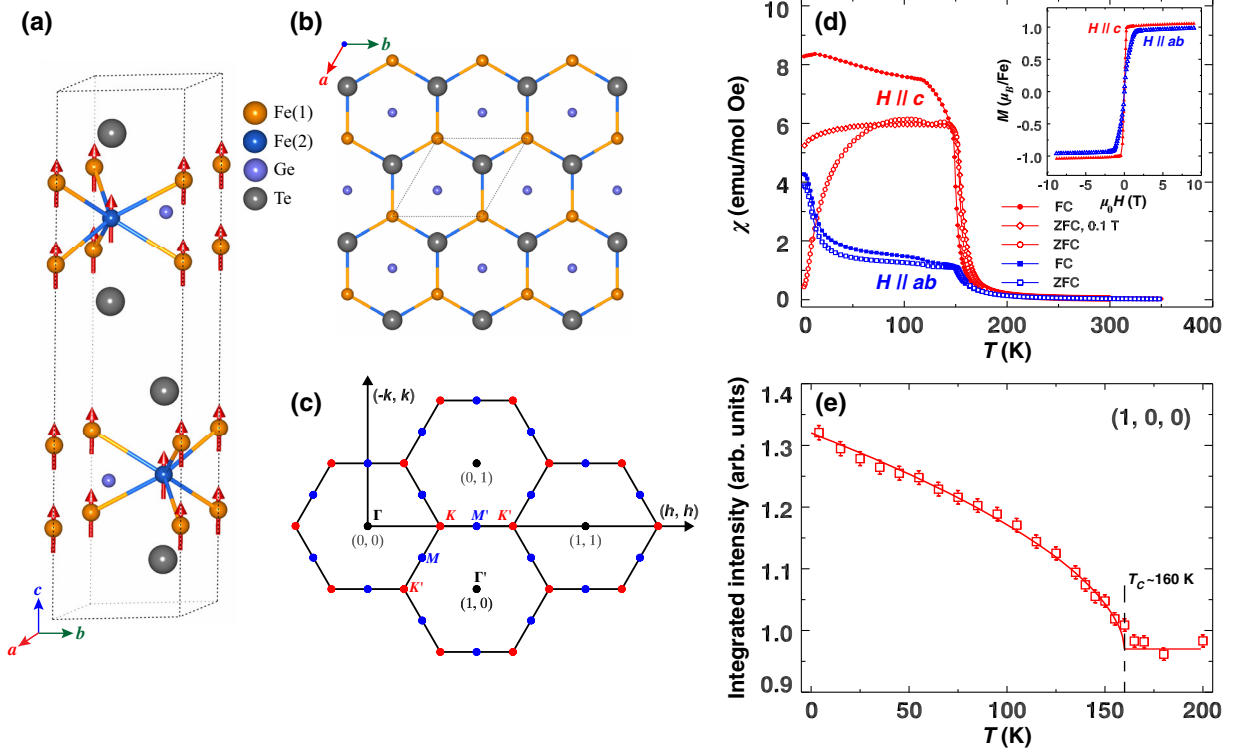 (a)
Fe(1)
Fe(2)
Ge
Te
c
b
a
(b)
b
a
(c)
(-k, k)
(0, 1)
(h, h)
Γ
K
M'
K'
(0, 0)
(1, 1)
M
K'
Γ'
(1, 0)
(d)
10
8
6
4
2
0
χ (emu/mol Oe)
0
100
200
300
400
T (K)
H // c
H // ab
FC
ZFC, 0.1 T
ZFC
FC
ZFC
H // c
H // ab
M (μB/Fe)
1.0
0.5
0.0
-0.5
-1.0
-10
-5
0
5
10
μ0H (T)
(e)
(1, 0, 0)
Integrated intensity (arb. units)
1.4
1.3
1.2
1.1
1.0
0.9
TC~160 K
0
50
100
150
200
T (K)